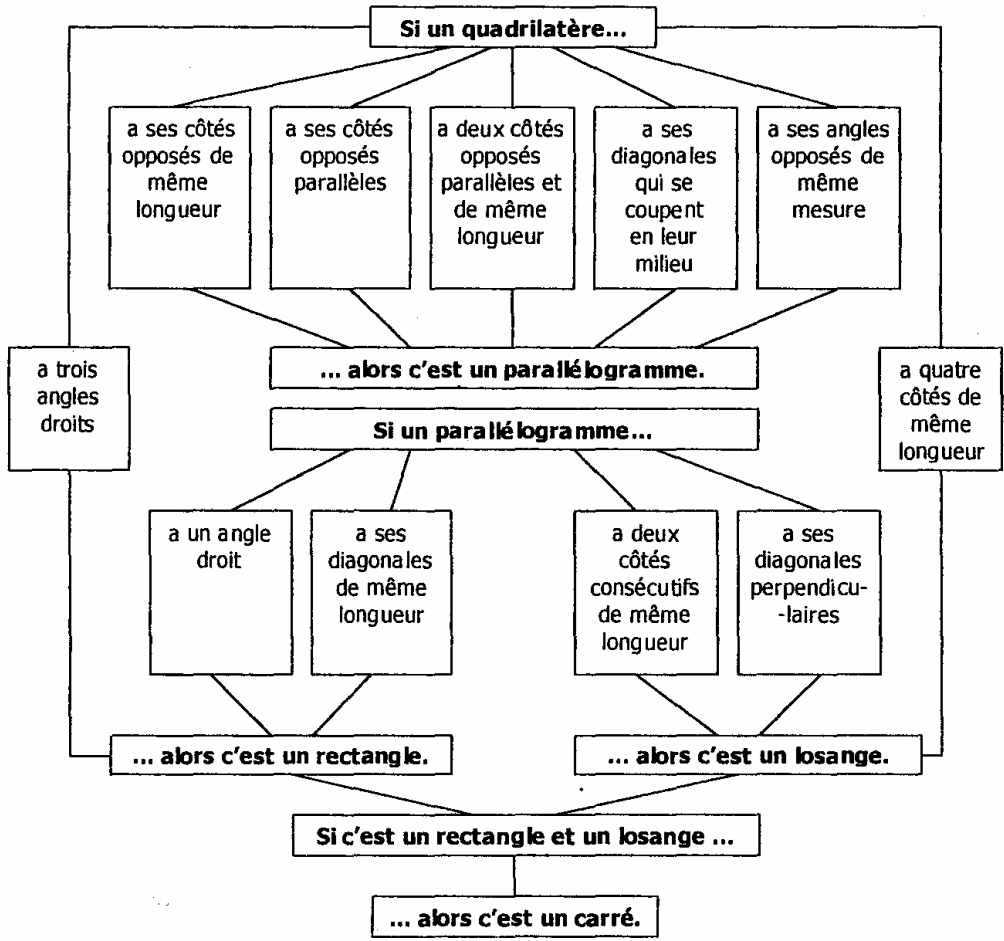 Si un quadrilatère...
a ses côtés
opposés de
même
longueur
a ses côtés
opposés
parallèles
a deux côtés
opposés
parallèles et
de même
longueur
a ses
diagonales
qui se
coupent
en leur
milieu
a ses angles
opposés de
même
mesure
a trois
angles
droits
... alors c'est un parallélogramme.
a quatre
côtés de
même
longueur
Si un parallélogramme...
a un angle
droit
a ses
diagonales
de même
longueur
a deux
côtés
consécutifs
de même
longueur
a ses
diagonales
perpendicu-
-laires
... alors c'est un rectangle.
... alors c'est un losange.
Si c'est un rectangle et un losange ...
... alors c'est un carré.